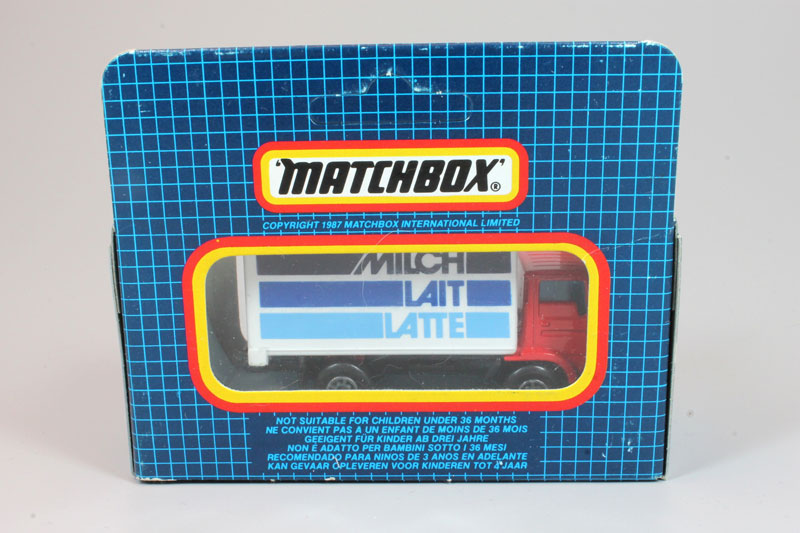 'MATCHBOX'®
COPYRIGHT 1987 MATCHBOX INTERNATIONAL LIMITED
MILCH
LAIT
LATTE
NOT SUITABLE FOR CHILDREN UNDER 36 MONTHS
NE CONVIENT PAS A UN ENFANT DE MOINS DE 36 MOIS
GEEIGENT FÜR KINDER AB DREI JAHRE
NON È ADATTO PER BAMBINI SOTTO I 36 MESI
RECOMENDADO PARA NINOS DE 3 ANOS EN ADELANTE
KAN GEVAAR OPLEVEREN VOOR KINDEREN TOT 4 JAAR